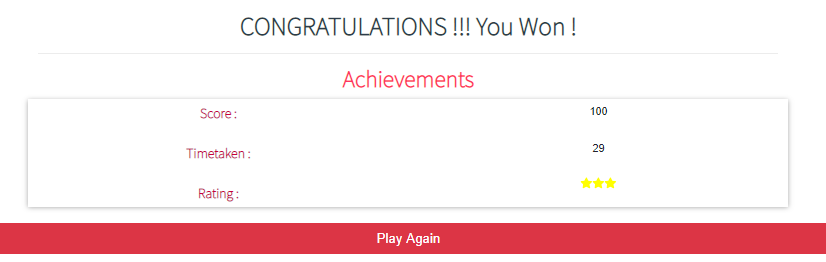 CONGRATULATIONS !!! You Won !
Achievements
Score : 100
Timetaken : 29
Rating :
Play Again